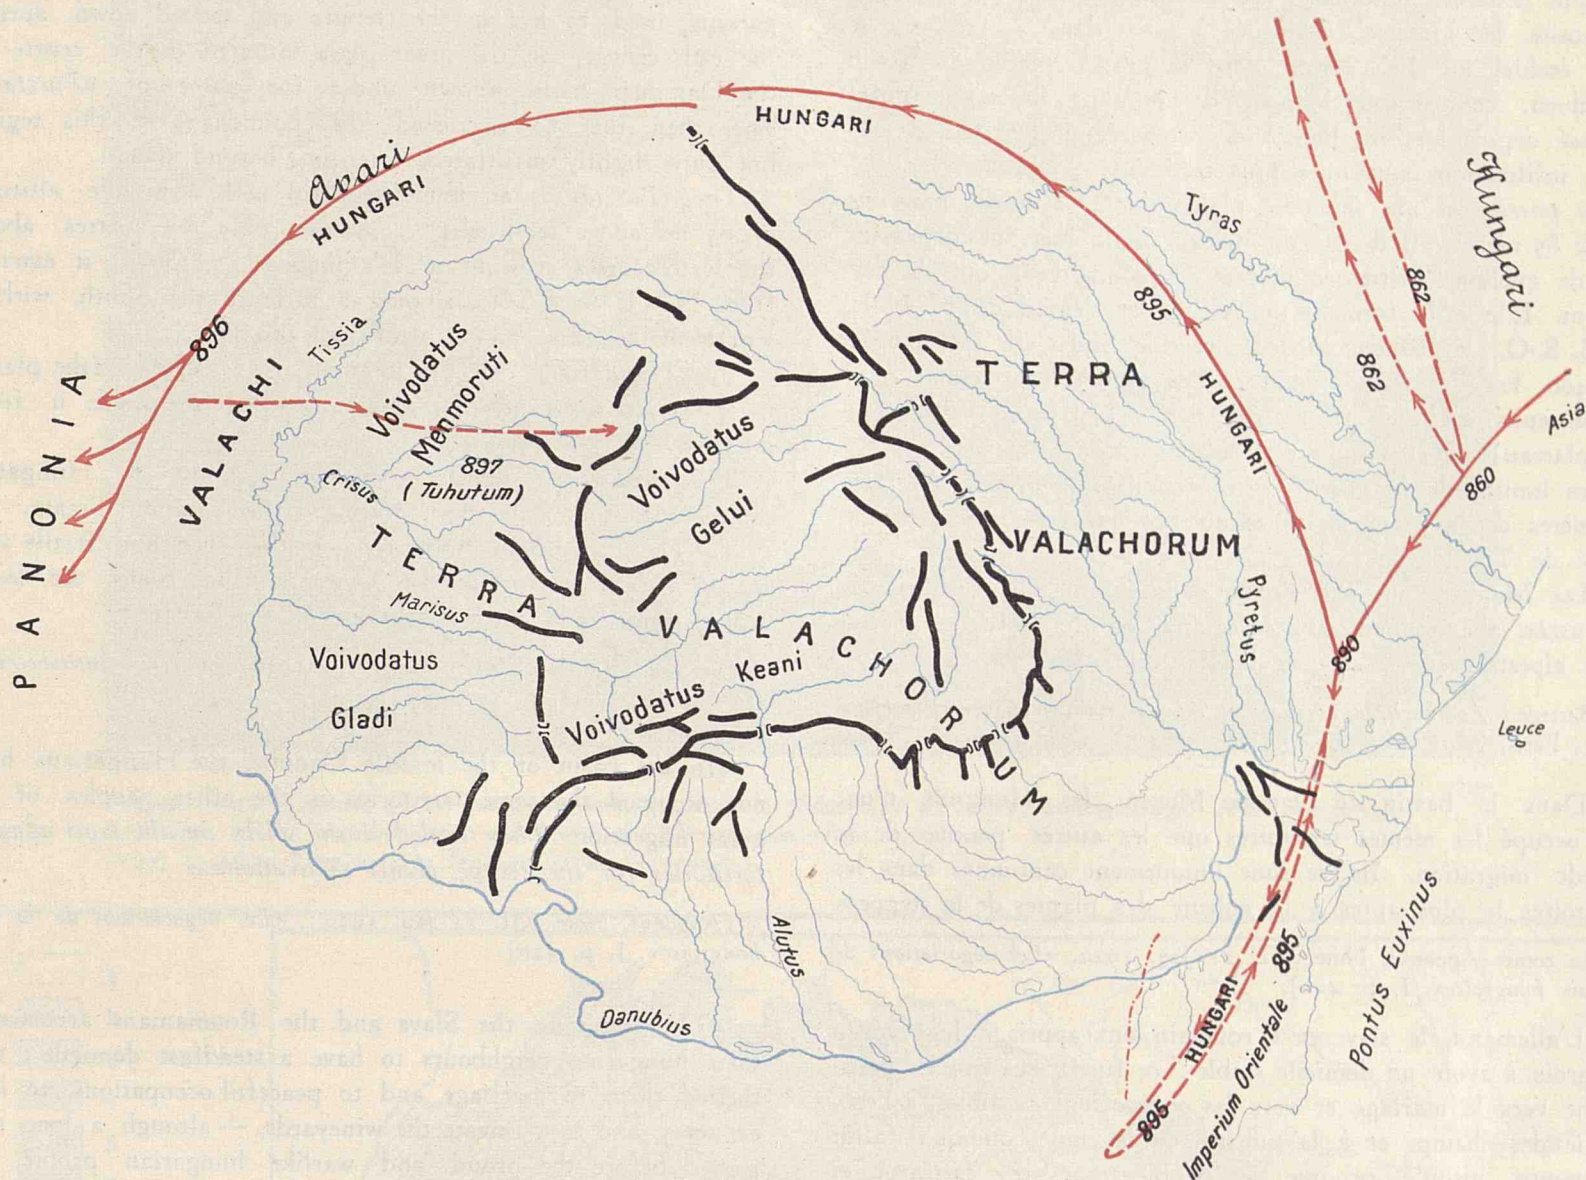 HUNGARI
Avari
HUNGARI
Hungari
Tyras
896
VALACHI
Tissia
Voivodatus
Menmoruti
897
(Tuhutum)
895
862
862
TERRA
HUNGARI
Asia
860
PANONIA
Crisus
Voivodatus
Gelui
TERRA
VALACHORUM
Marisus
VALACHORUM
Keani
Voivodatus
Voivodatus
Gladi
Pyretus
890
Leuce
Alutus
Danubius
895
HUNGARI
Imperium Orientale
Pontus Euxinus
895